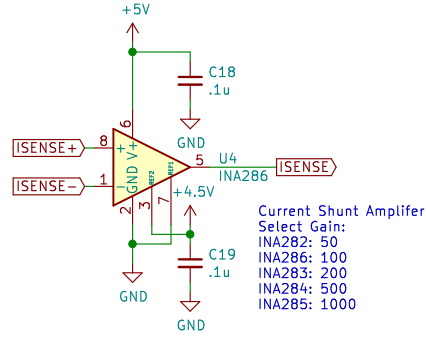 +5V
C18
.1u
GND
6
ISENSE+
8
+
V+
REF1
5
U4
ISENSE
INA286
ISENSE-
1
-
GND
REF2
+4.5V
2
3
7
Current Shunt Amplifer
Select Gain:
INA282: 50
INA286: 100
INA283: 200
INA284: 500
INA285: 1000
C19
.1u
GND
GND